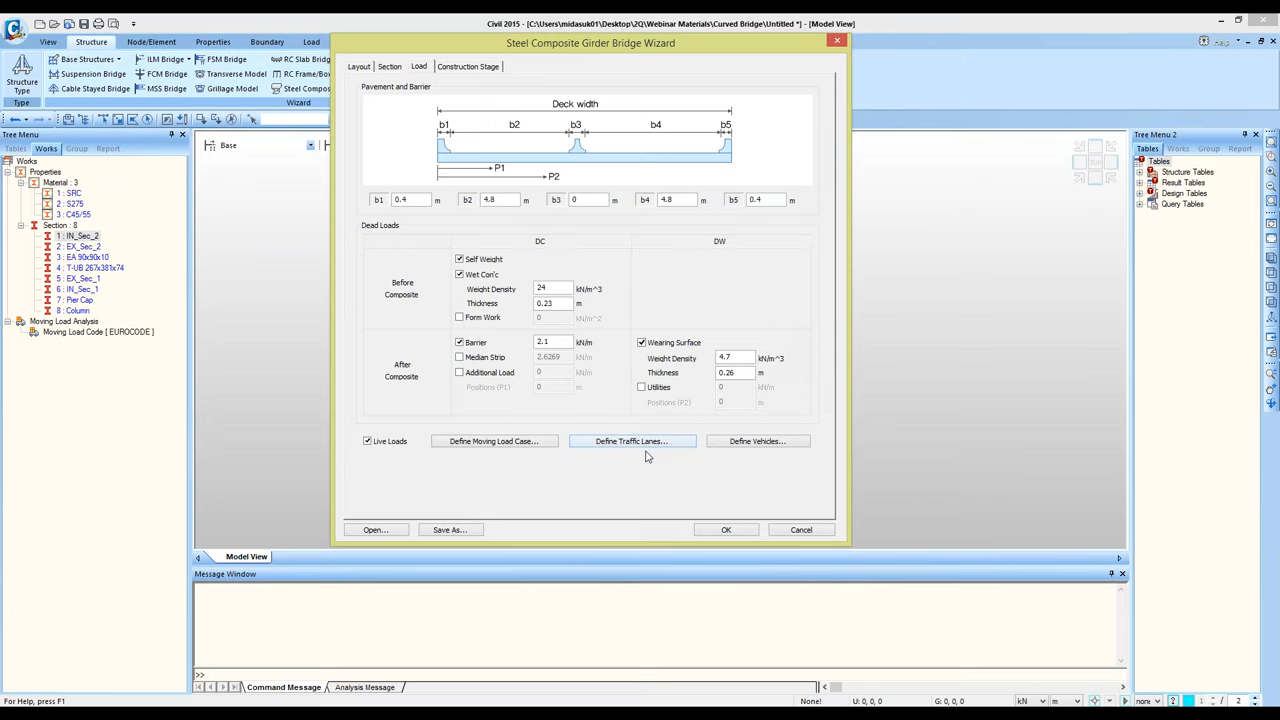 Civil 2015 - [C:\Users\midasuk01\Desktop\2Q\Webinar Materials\Curved Bridge\Untitled *] - [Model View]
View Structure Node/Element Properties Boundary Load
Help
Structure Type
Base Structures
Suspension Bridge
Cable Stayed Bridge
ILM Bridge
FCM Bridge
MSS Bridge
FSM Bridge
Transverse Model
Grillage Model
RC Slab Bridg
RC Frame/Box
Steel Compos
Type
Wizard
Base
Tree Menu
Tables Works Group Report
Works
Properties
Material : 3
1 : SRC
2 : S275
3 : C45/55
Section : 8
1 : IN_Sec_2
2 : EX_Sec_2
3 : EA 90x90x10
4 : T-UB 267x381x74
5 : EX_Sec_1
6 : IN_Sec_1
7 : Pier Cap
8 : Column
Moving Load Analysis
Moving Load Code [ EUROCODE ]
Steel Composite Girder Bridge Wizard
Layout Section Load Construction Stage
Pavement and Barrier
Deck width
b1 b2 b3 b4 b5
P1
P2
b1 0.4 m b2 4.8 m b3 0 m b4 4.8 m b5 0.4 m
Dead Loads
DC DW
Before Composite
Self Weight
Wet Con'c
Weight Density 24 kN/m^3
Thickness 0.23 m
Form Work 0 kN/m^2
After Composite
Barrier 2.1 kN/m
Median Strip 2.6269 kN/m
Additional Load 0 kN/m
Positions (P1) 0 m
Wearing Surface
Weight Density 4.7 kN/m^3
Thickness 0.26 m
Utilities 0 kN/m
Positions (P2) 0 m
Live Loads Define Moving Load Case... Define Traffic Lanes... Define Vehicles...
Open... Save As... OK Cancel
Tree Menu 2
Tables Works Group Report
Tables
Structure Tables
Result Tables
Design Tables
Query Tables
Model View
Message Window
>>
Command Message Analysis Message
For Help, press F1
None! U: 0, 0, 0 G: 0, 0, 0 kN m none 1 / 2